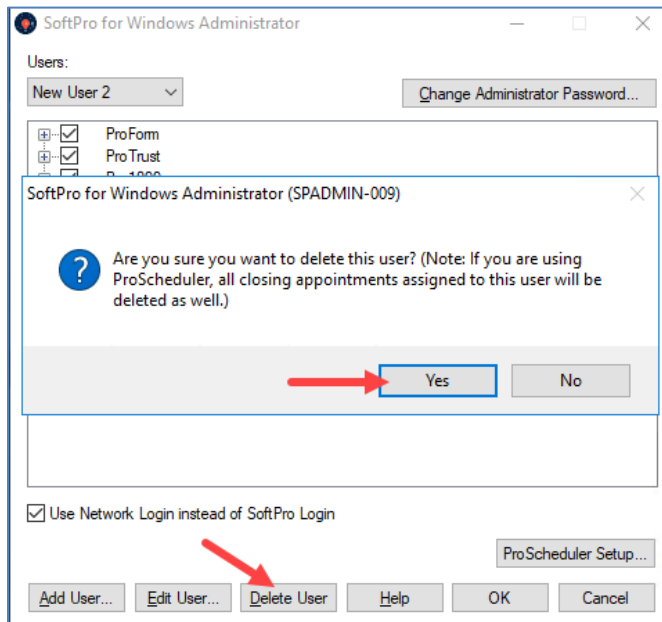 SoftPro for Windows Administrator
Users:
New User 2
Change Administrator Password...
ProForm
ProTrust
SoftPro for Windows Administrator (SPADMIN-009)
Are you sure you want to delete this user? (Note: If you are using
ProScheduler, all closing appointments assigned to this user will be
deleted as well.)
Yes
No
Use Network Login instead of SoftPro Login
ProScheduler Setup...
Add User...
Edit User...
Delete User
Help
OK
Cancel